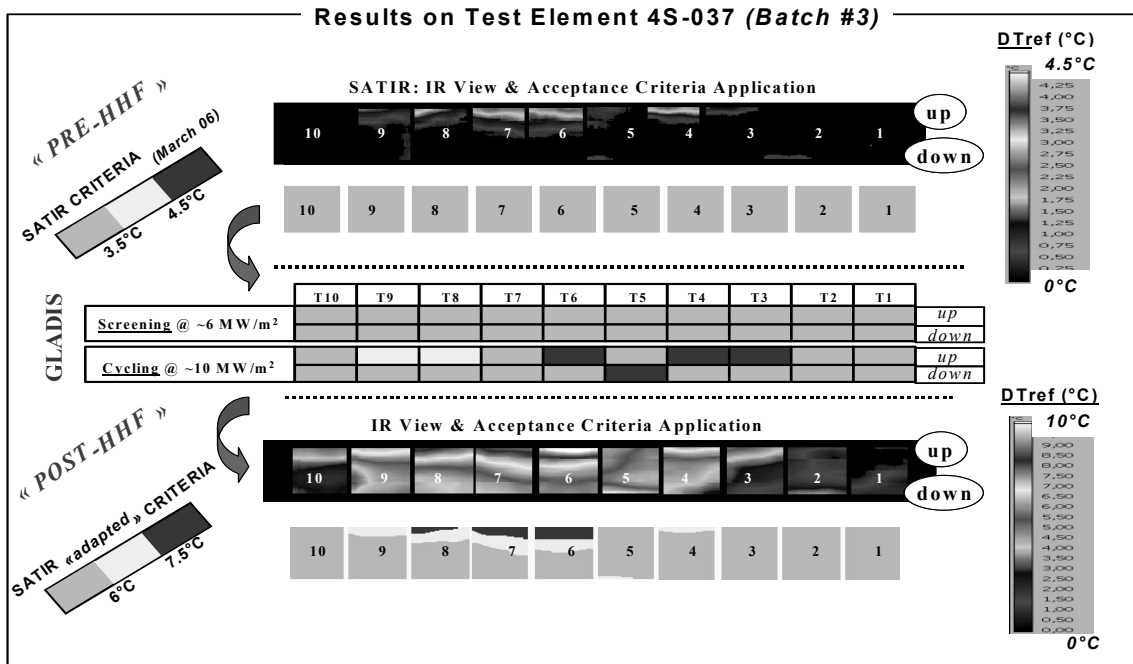 Results on Test Element 4S-037 (Batch #3)
DTref (°C)
4.5°C
°C
4,25
4,00
3,75
3,50
3,25
3,00
2,75
2,50
2,25
2,00
1,75
1,50
1,25
1,00
0,75
0,50
0,25
0°C
« PRE-HHF »
SATIR CRITERIA (March 06)
3.5°C
4.5°C
SATIR: IR View & Acceptance Criteria Application
10 9 8 7 6 5 4 3 2 1
up
down
10 9 8 7 6 5 4 3 2 1
GLADIS
T10 T9 T8 T7 T6 T5 T4 T3 T2 T1
Screening @ ~6 MW/m²
up
down
Cycling @ ~10 MW/m²
up
down
« POST-HHF »
SATIR «adapted» CRITERIA
6°C
7.5°C
IR View & Acceptance Criteria Application
10 9 8 7 6 5 4 3 2 1
up
down
10 9 8 7 6 5 4 3 2 1
DTref (°C)
10°C
°C
9,00
8,50
8,00
7,50
7,00
6,50
6,00
5,50
5,00
4,50
4,00
3,50
3,00
2,50
2,00
1,50
1,00
0,50
0,00
0°C